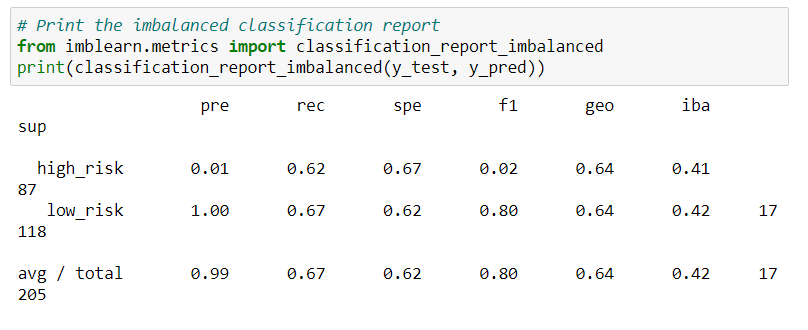 # Print the imbalanced classification report
from imblearn.metrics import classification_report_imbalanced
print(classification_report_imbalanced(y_test, y_pred))
pre rec spe f1 geo iba
sup
high_risk 0.01 0.62 0.67 0.02 0.64 0.41
87
low_risk 1.00 0.67 0.62 0.80 0.64 0.42 17
118
avg / total 0.99 0.67 0.62 0.80 0.64 0.42 17
205